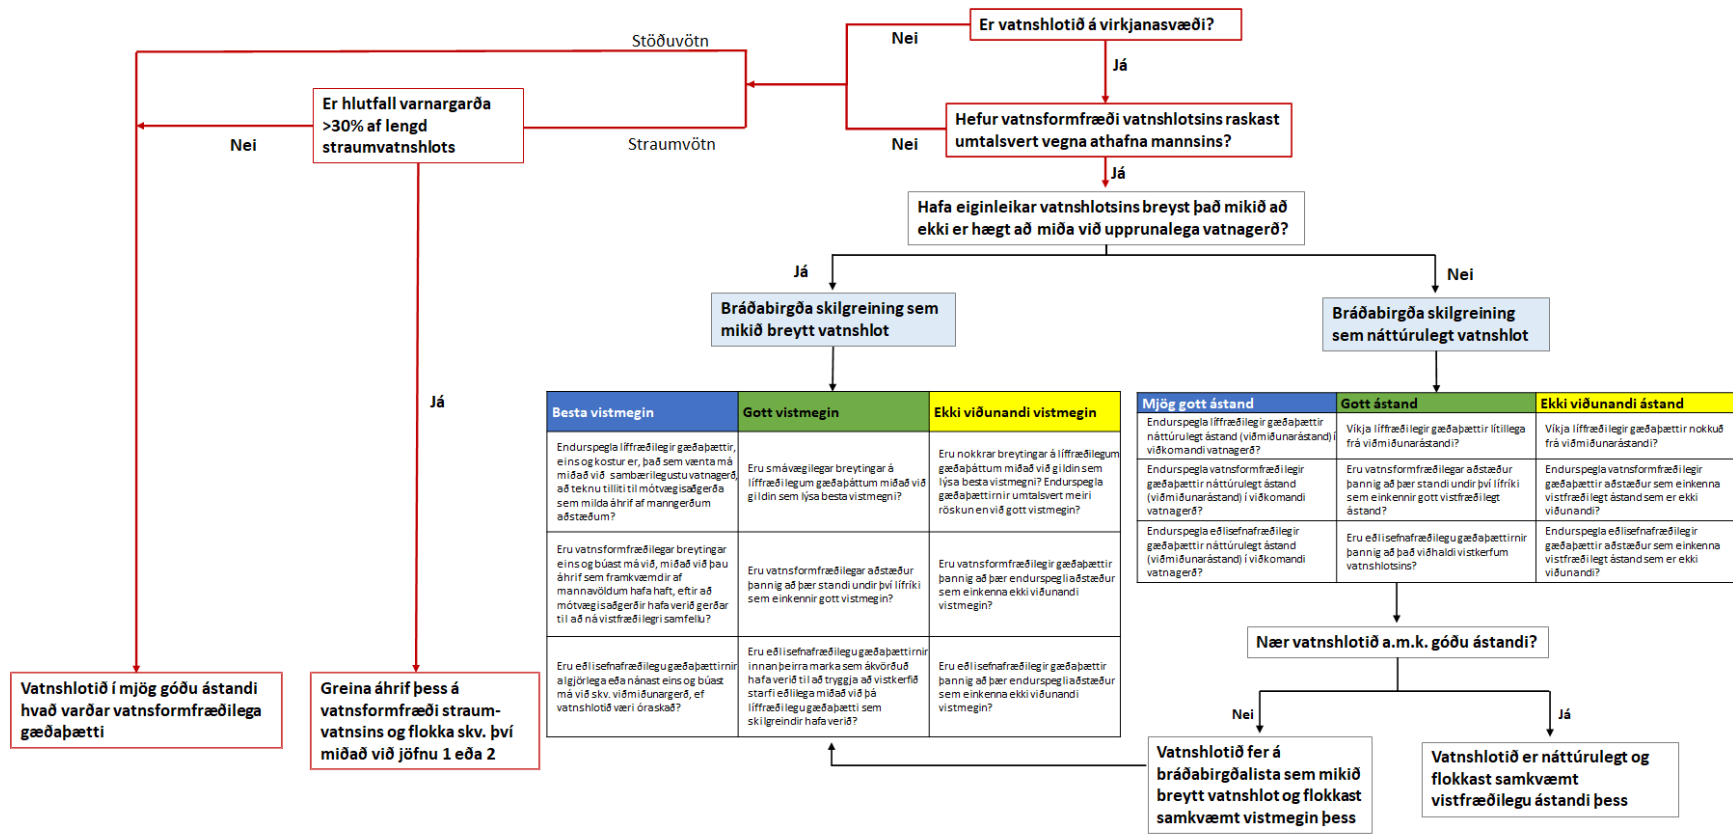 Er vatnshlotið á virkjanasvæði?
Nei
Stöðuvötn
Já
Er hlutfall varnargarða
>30% af lengd
straumvatnshlots
Nei
Straumvötn
Hefur vatnsformfræði vatnshlotsins raskast
umtalsvert vegna athafna mannsins?
Nei
Já
Hafa eiginleikar vatnshlotsins breyst það mikið að
ekki er hægt að miða við upprunalega vatnagerð?
Já
Nei
Bráðabirgða skilgreining sem
mikið breytt vatnshlot
Bráðabirgða skilgreining
sem náttúrulegt vatnshlot
Já
Besta vistmegin
Gott vistmegin
Ekki viðunandi vistmegin
Endurspegla líffræðilegir gæðaþættir,
eins og kostur er, það sem vænta má
miðað við sambærilegustu vatnagerð,
að teknu tilliti til mótvægisaðgerða
sem milda áhrif af manngerðum
aðstæðum?
Eru smávægilegar breytingar á
líffræðilegum gæðaþáttum miðað við
gildin sem lýsa besta vistmegni?
Eru nokkrar breytingar á líffræðilegum
gæðaþáttum miðað við gildin sem
lýsa besta vistmegni? Endurspegla
gæðaþættirnir umtalsvert meiri
röskun en við gott vistmegin?
Eru vatnsformfræðilegar breytingar
eins og búast má við, miðað við þau
áhrif sem framkvæmdir af
mannavöldum hafa haft, eftir að
mótvægisaðgerðir hafa verið gerðar
til að ná vistfræðilegri samfellu?
Eru vatnsformfræðilegar aðstæður
þannig að þær standi undir því lífríki
sem einkennir gott vistmegin?
Eru vatnsformfræðilegir gæðaþættir
þannig að þær endurspegli aðstæður
sem einkenna ekki viðunandi
vistmegin?
Eru eðlisefnafræðilegu gæðaþættirnir
algjörlega eða nánast eins og búast
má við skv. viðmiðunargerð, ef
vatnshlotið væri óraskað?
Eru eðlisefnafræðilegu gæðaþættirnir
innan þeirra marka sem ákvörðuð
hafa verið til að tryggja að vistkerfið
starfi eðlilega miðað við þá
líffræðilegu gæðaþætti sem
skilgreindir hafa verið?
Eru eðlisefnafræðilegir gæðaþættir
þannig að þær endurspegli aðstæður
sem einkenna ekki viðunandi
vistmegin?
Mjög gott ástand
Gott ástand
Ekki viðunandi ástand
Endurspegla líffræðilegir gæðaþættir
náttúrulegt ástand (viðmiðunarástand) í
viðkomandi vatnagerð?
Víkja líffræðilegir gæðaþættir lítillega
frá viðmiðunarástandi?
Víkja líffræðilegir gæðaþættir nokkuð
frá viðmiðunarástandi?
Endurspegla vatnsformfræðilegir
gæðaþættir náttúrulegt ástand
(viðmiðunarástand) í viðkomandi
vatnagerð?
Eru vatnsformfræðilegar aðstæður
þannig að þær standi undir því lífríki
sem einkennir gott vistfræðilegt
ástand?
Endurspegla vatnsformfræðilegir
gæðaþættir aðstæður sem einkenna
vistfræðilegt ástand sem er ekki
viðunandi?
Endurspegla eðlisefnafræðilegir
gæðaþættir náttúrulegt ástand
(viðmiðunarástand) í viðkomandi
vatnagerð?
Eru eðlisefnafræðilegu gæðaþættirnir
þannig að það viðhaldi vistkerfum
vatnshlotsins?
Endurspegla eðlisefnafræðilegir
gæðaþættir aðstæður sem einkenna
vistfræðilegt ástand sem er ekki
viðunandi?
Nær vatnshlotið a.m.k. góðu ástandi?
Nei
Já
Vatnshlotið í mjög góðu ástandi
hvað varðar vatnsformfræðilega
gæðaþætti
Greina áhrif þess á
vatnsformfræði straum-
vatnsins og flokka skv. því
miðað við jöfnu 1 eða 2
Vatnshlotið fer á
bráðabirgðalista sem mikið
breytt vatnshlot og flokkast
samkvæmt vistmegin þess
Vatnshlotið er náttúrulegt og
flokkast samkvæmt
vistfræðilegu ástandi þess